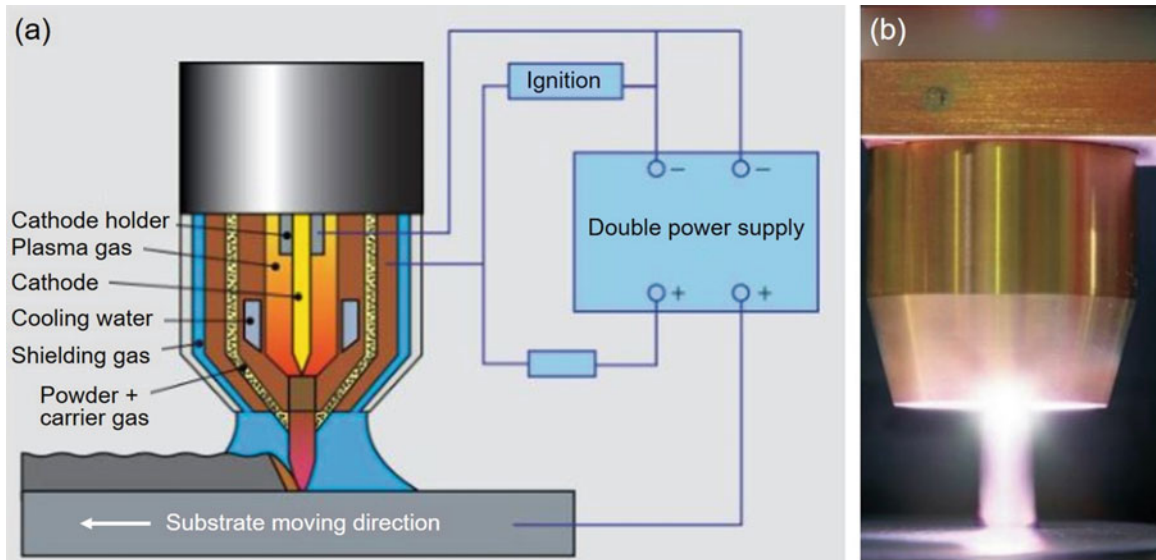 (a)
(b)
Ignition
− −
Double power supply
+ +
Cathode holder
Plasma gas
Cathode
Cooling water
Shielding gas
Powder +
carrier gas
Substrate moving direction